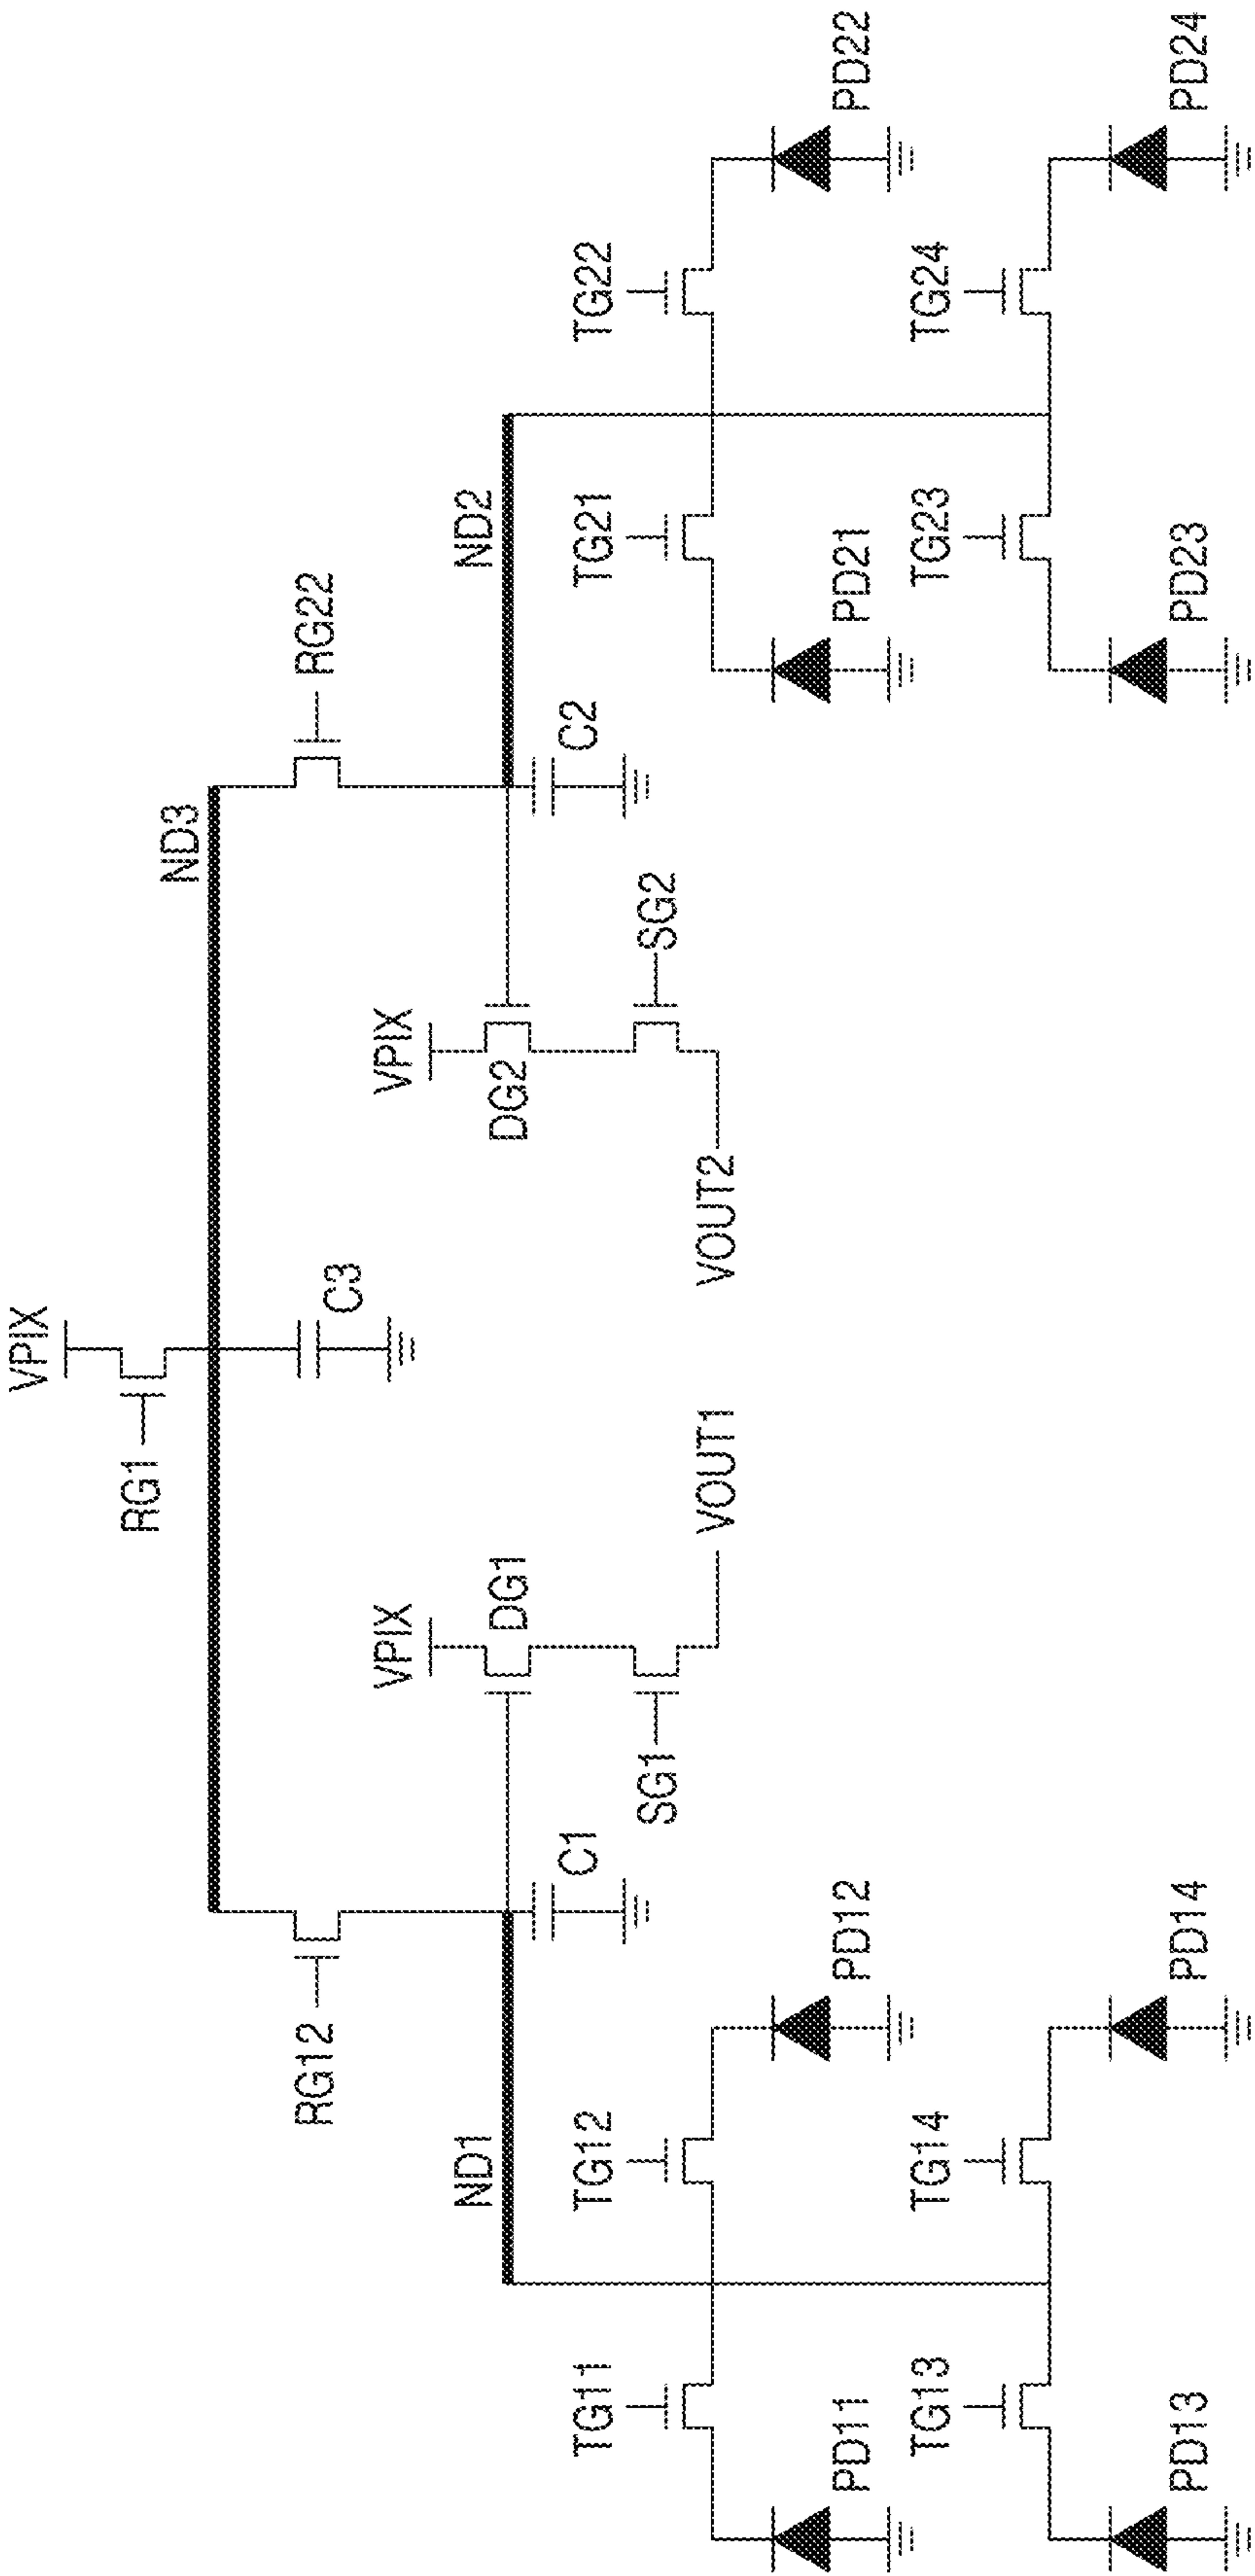 VPIX
RG1
C3
ND3
RG12
RG22
ND1
C1
VPIX
DG1
SG1
VOUT1
VPIX
DG2
SG2
VOUT2
C2
ND2
TG11
TG12
PD11
PD12
TG13
TG14
PD13
PD14
TG21
TG22
PD21
PD22
TG23
TG24
PD23
PD24